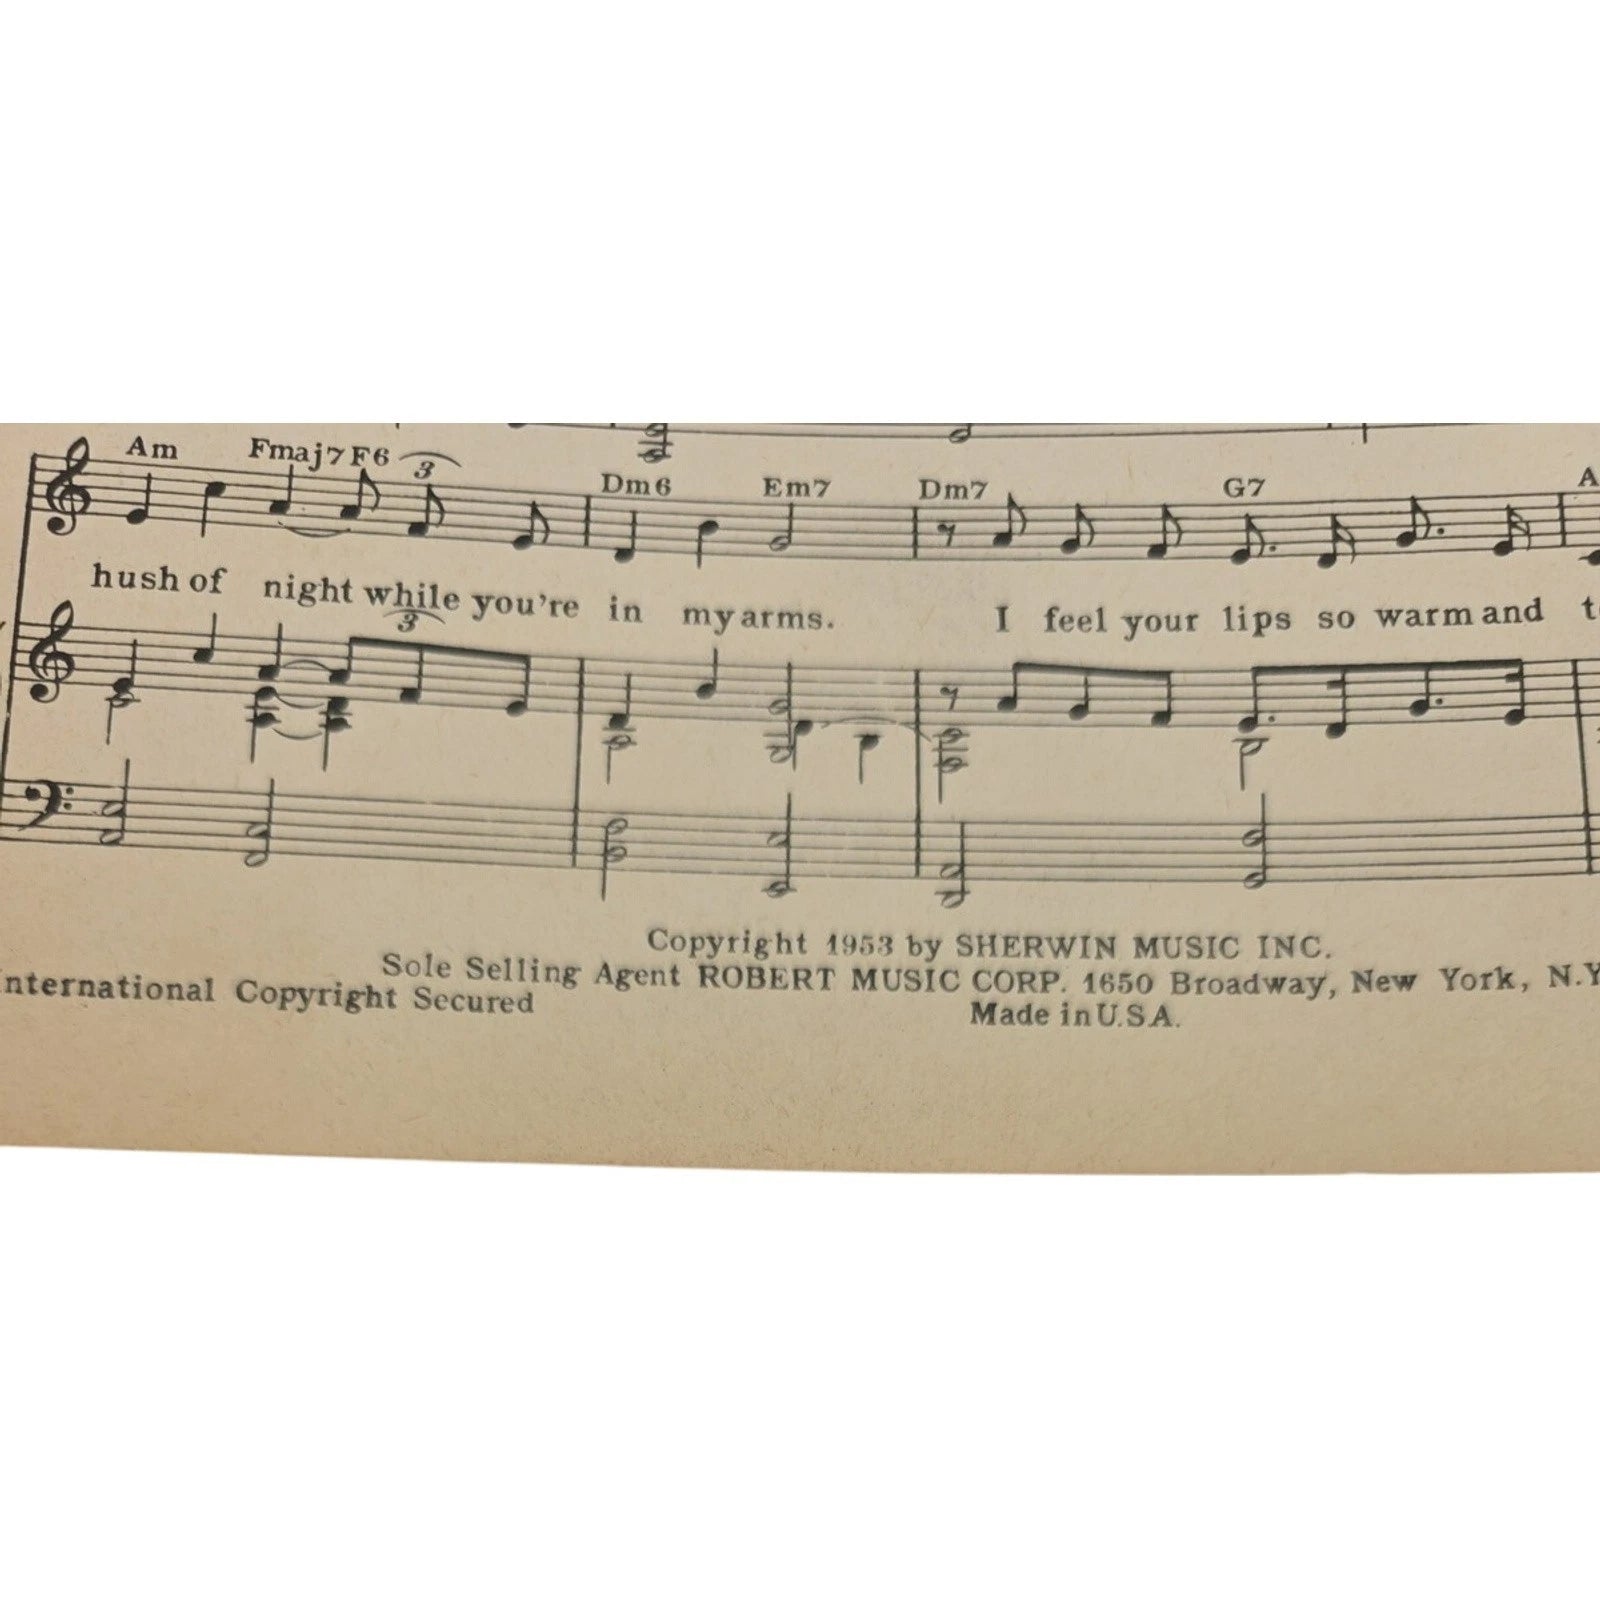 Am Fmaj7 F6 3 Dm6 Em7 Dm7 G7 A
hush of night while you're in my arms. I feel your lips so warm and
3
Copyright 1953 by SHERWIN MUSIC INC.
Sole Selling Agent ROBERT MUSIC CORP. 1650 Broadway, New York, N.Y
nternational Copyright Secured
Made in U.S.A.